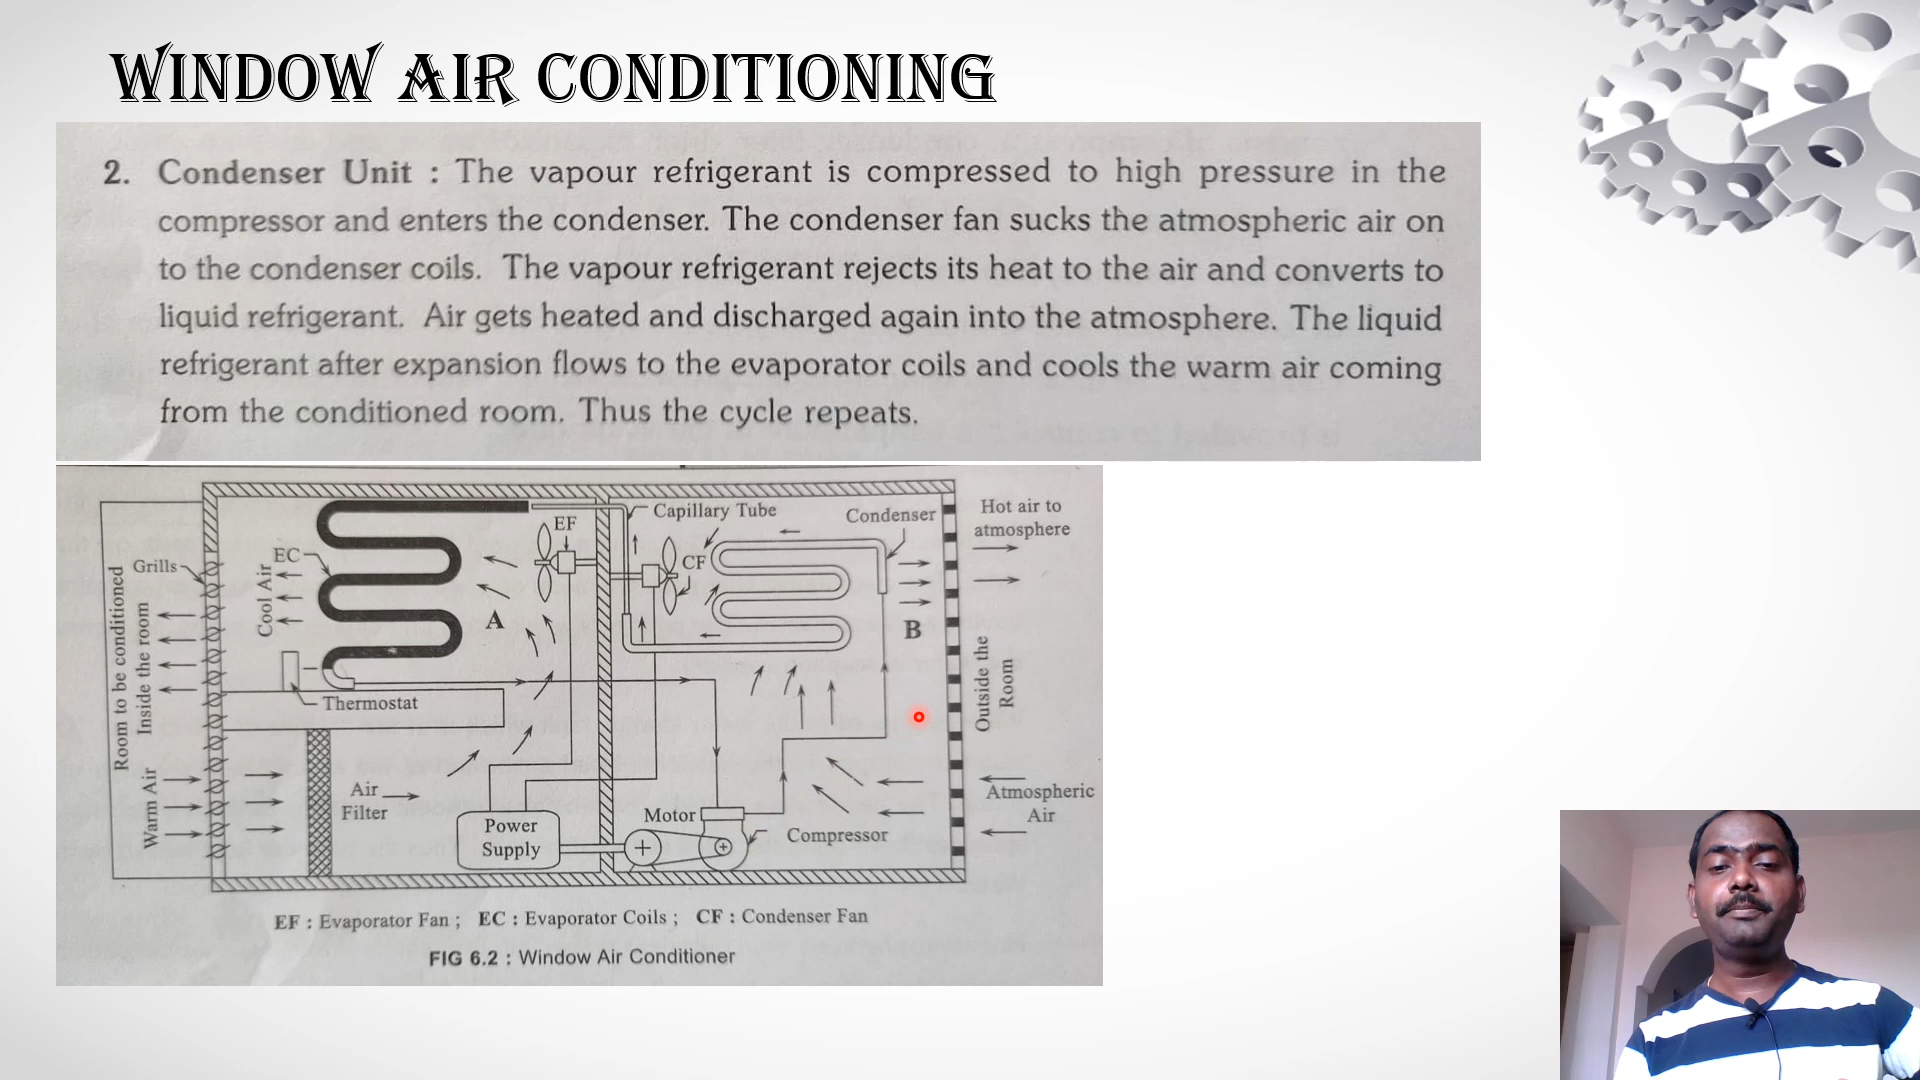 WINDOW AIR CONDITIONING
2. Condenser Unit : The vapour refrigerant is compressed to high pressure in the
compressor and enters the condenser. The condenser fan sucks the atmospheric air on
to the condenser coils. The vapour refrigerant rejects its heat to the air and converts to
liquid refrigerant. Air gets heated and discharged again into the atmosphere. The liquid
refrigerant after expansion flows to the evaporator coils and cools the warm air coming
from the conditioned room. Thus the cycle repeats.
Room to be conditioned
Inside the room
Grills
Warm Air
Cool Air
EC
A
EF
Capillary Tube
CF
Condenser
B
Hot air to
atmosphere
Outside the
Room
Thermostat
Air
Filter
Power
Supply
Motor
Compressor
Atmospheric
Air
EF : Evaporator Fan ; EC : Evaporator Coils ; CF : Condenser Fan
FIG 6.2 : Window Air Conditioner